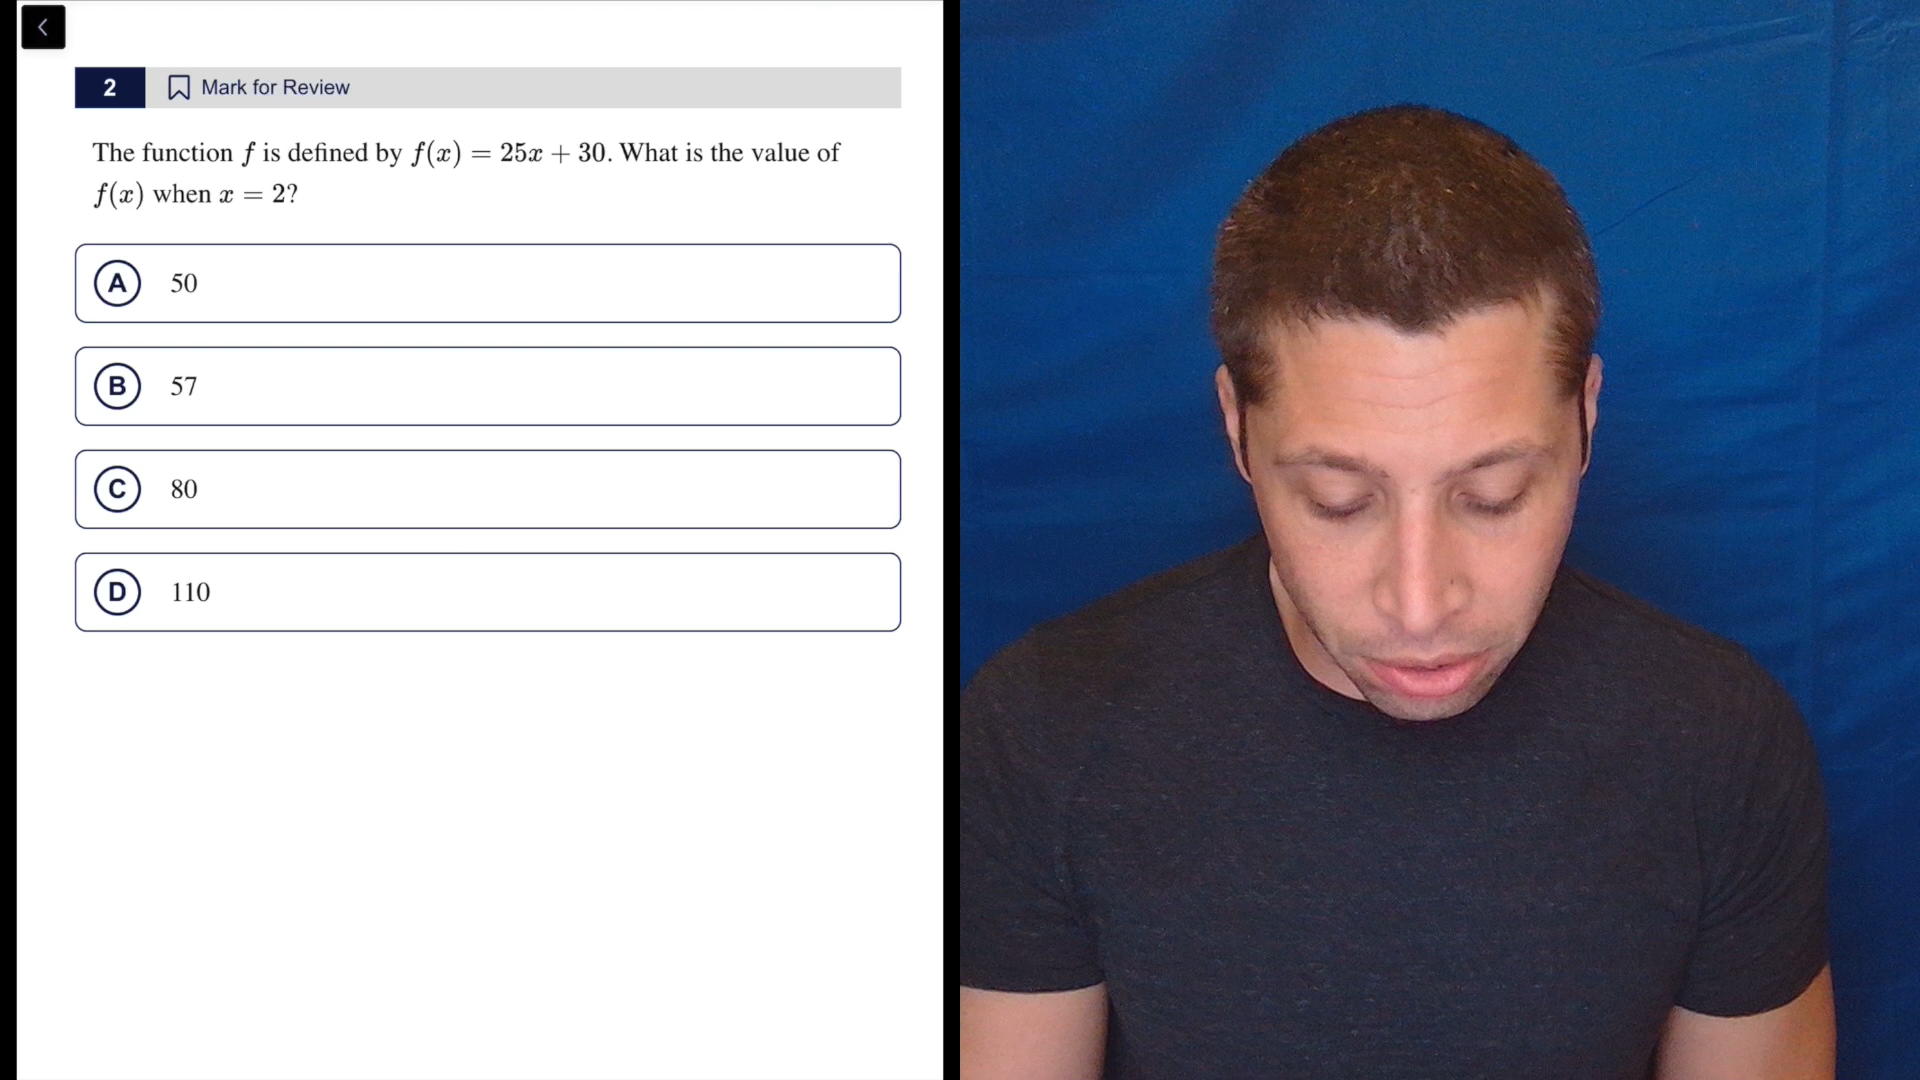 2 Mark for Review
The function f is defined by f(x) = 25x + 30. What is the value of
f(x) when x = 2?
A 50
B 57
C 80
D 110